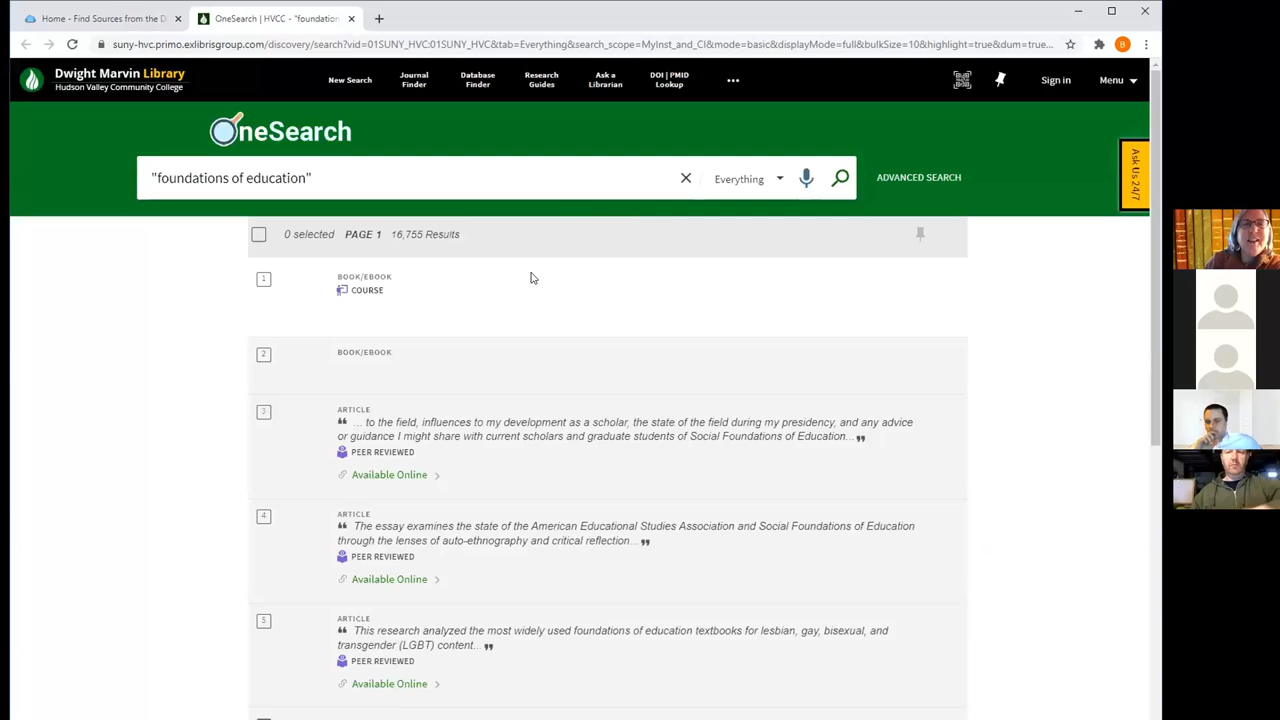 Home - Find Sources from the D
OneSearch | HVCC - "foundation
suny-hvc.primo.exlibrisgroup.com/discovery/search?vid=01SUNY_HVC:01SUNY_HVC&tab=Everything&search_scope=MyInst_and_CI&mode=basic&displayMode=full&bulkSize=10&highlight=true&dum=true...
B
Dwight Marvin Library
Hudson Valley Community College
New Search
Journal Finder
Database Finder
Research Guides
Ask a Librarian
DOI | PMID Lookup
Sign in
Menu
OneSearch
"foundations of education"
Everything
ADVANCED SEARCH
Ask Us 24/7
0 selected PAGE 1 16,755 Results
1
BOOK/EBOOK
COURSE
2
BOOK/EBOOK
3
ARTICLE
❝ ... to the field, influences to my development as a scholar, the state of the field during my presidency, and any advice
or guidance I might share with current scholars and graduate students of Social Foundations of Education... ❞
PEER REVIEWED
Available Online
4
ARTICLE
❝ The essay examines the state of the American Educational Studies Association and Social Foundations of Education
through the lenses of auto-ethnography and critical reflection... ❞
PEER REVIEWED
Available Online
5
ARTICLE
❝ This research analyzed the most widely used foundations of education textbooks for lesbian, gay, bisexual, and
transgender (LGBT) content... ❞
PEER REVIEWED
Available Online